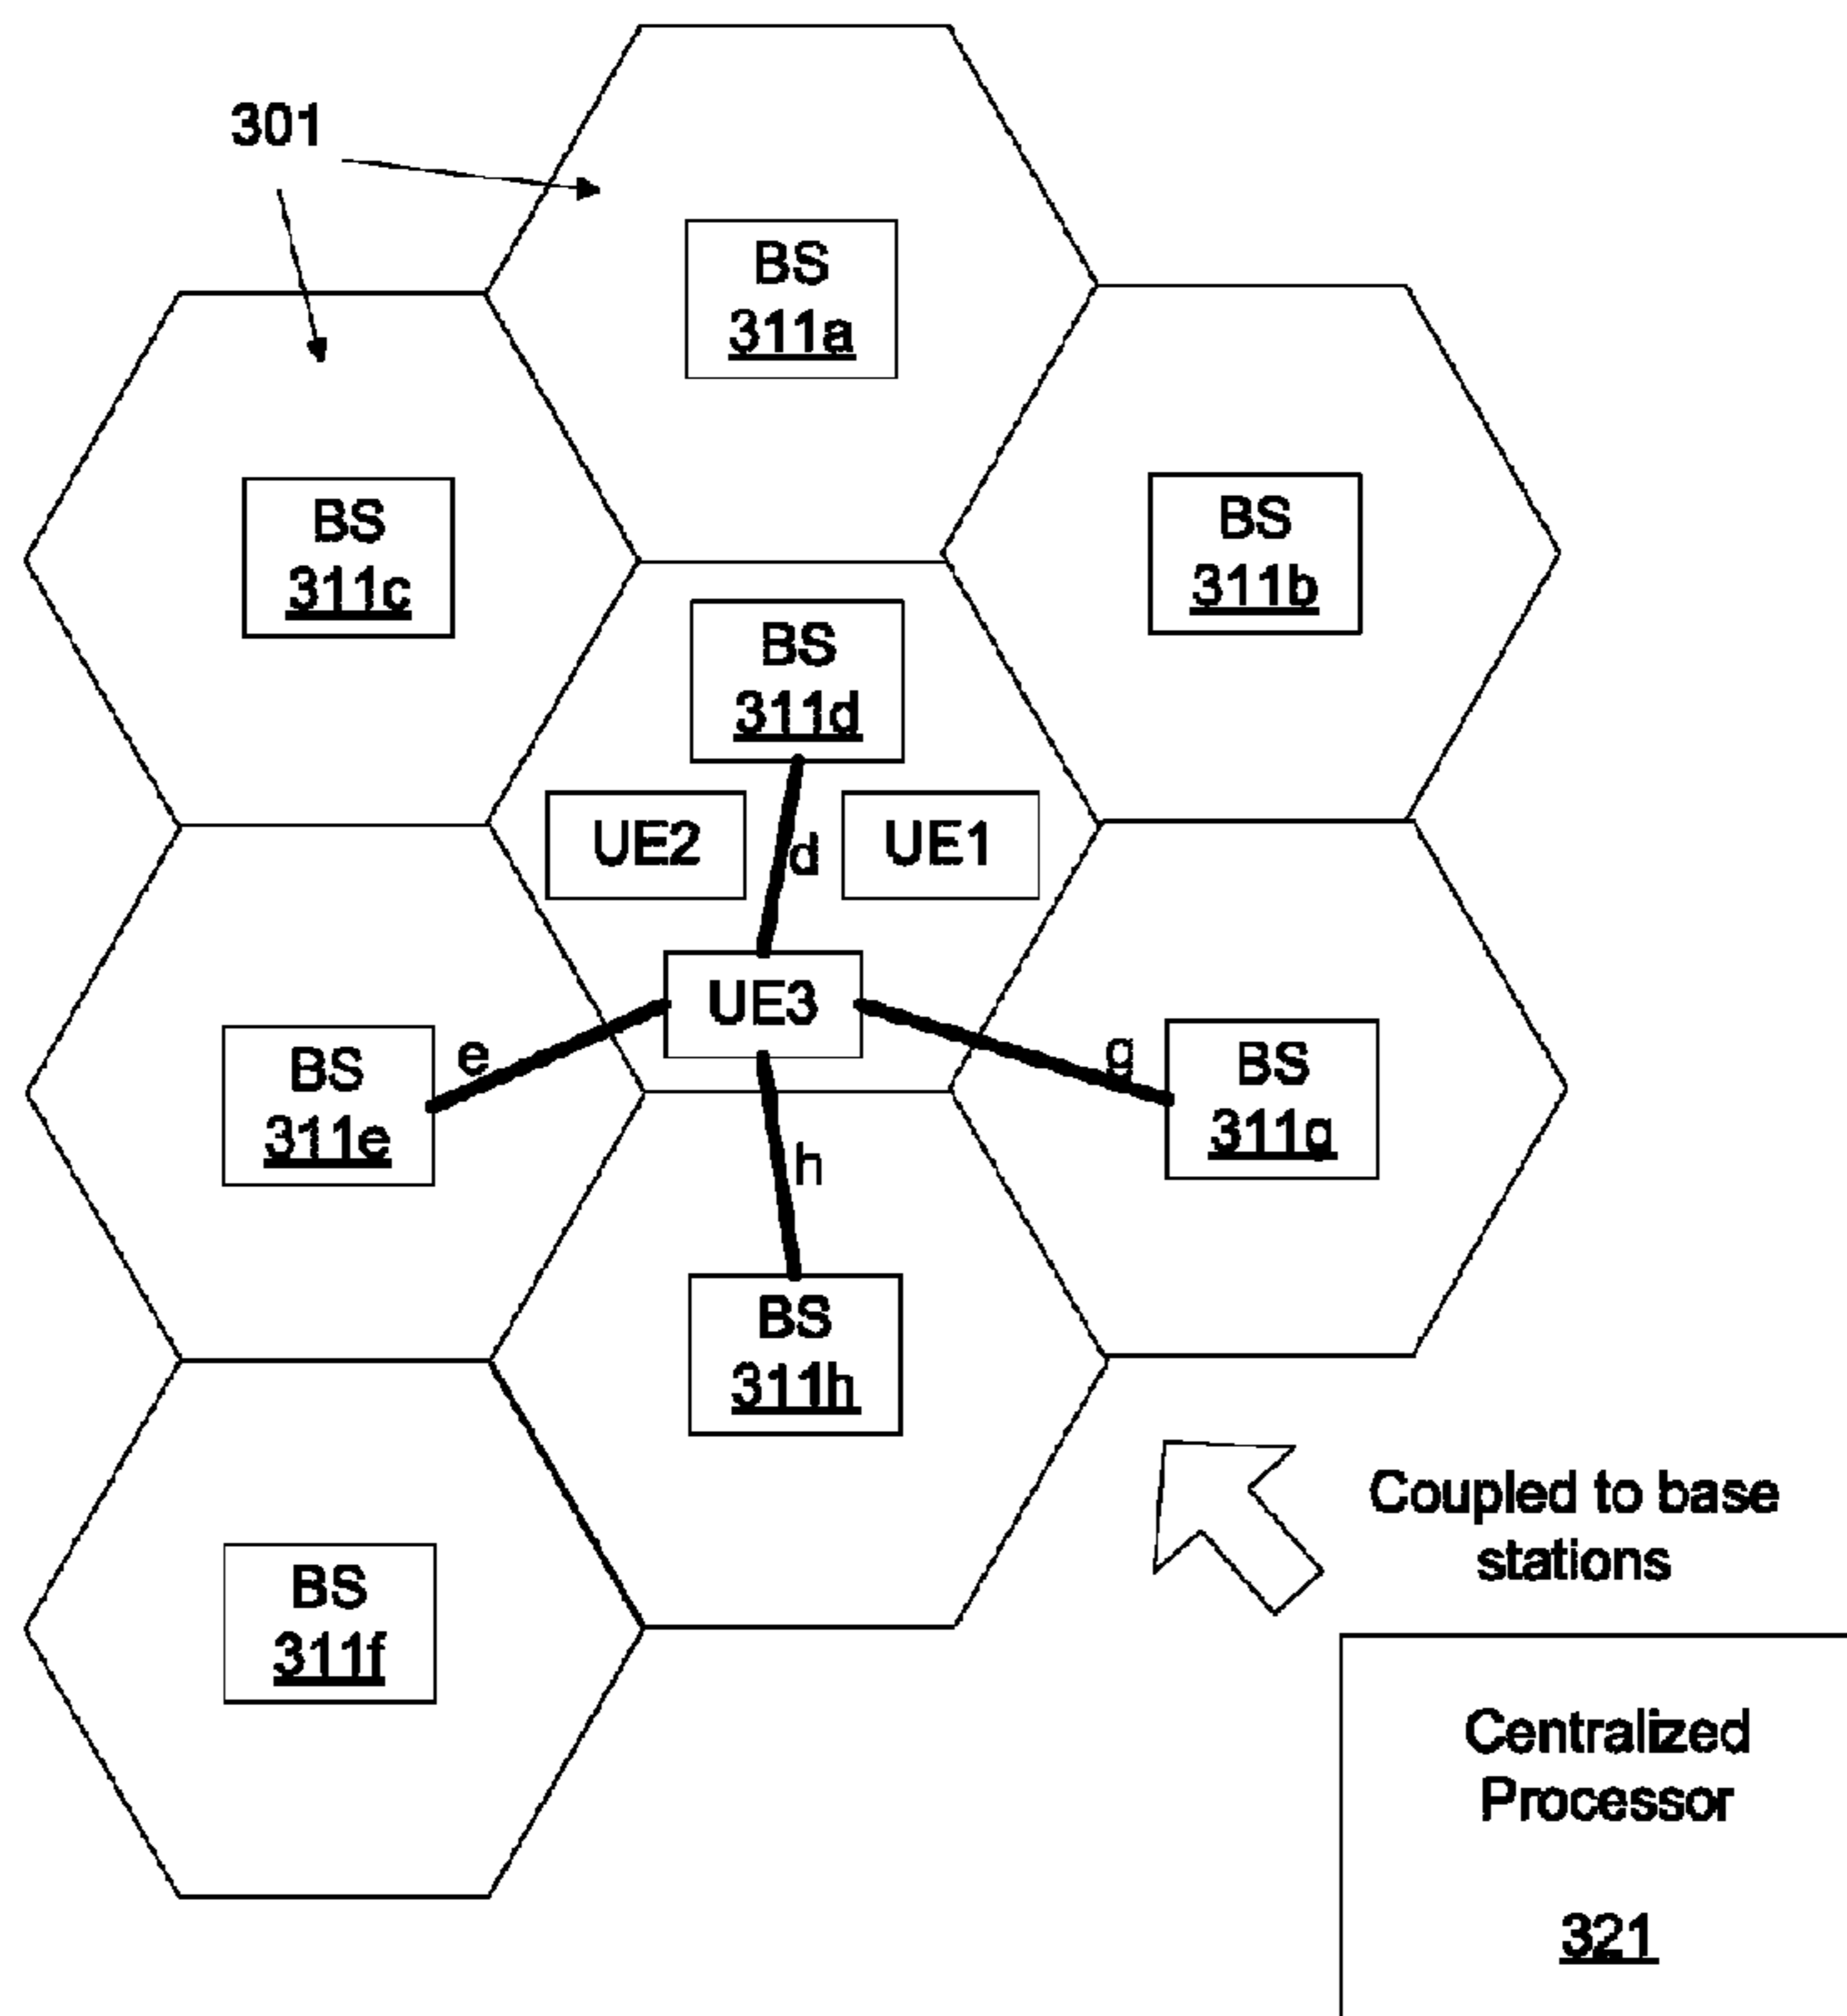 301
BS
311a
BS
311c
BS
311b
BS
311d
UE2
d
UE1
UE3
e
BS
311e
g
BS
311g
h
BS
311h
Coupled to base
stations
BS
311f
Centralized
Processor
321